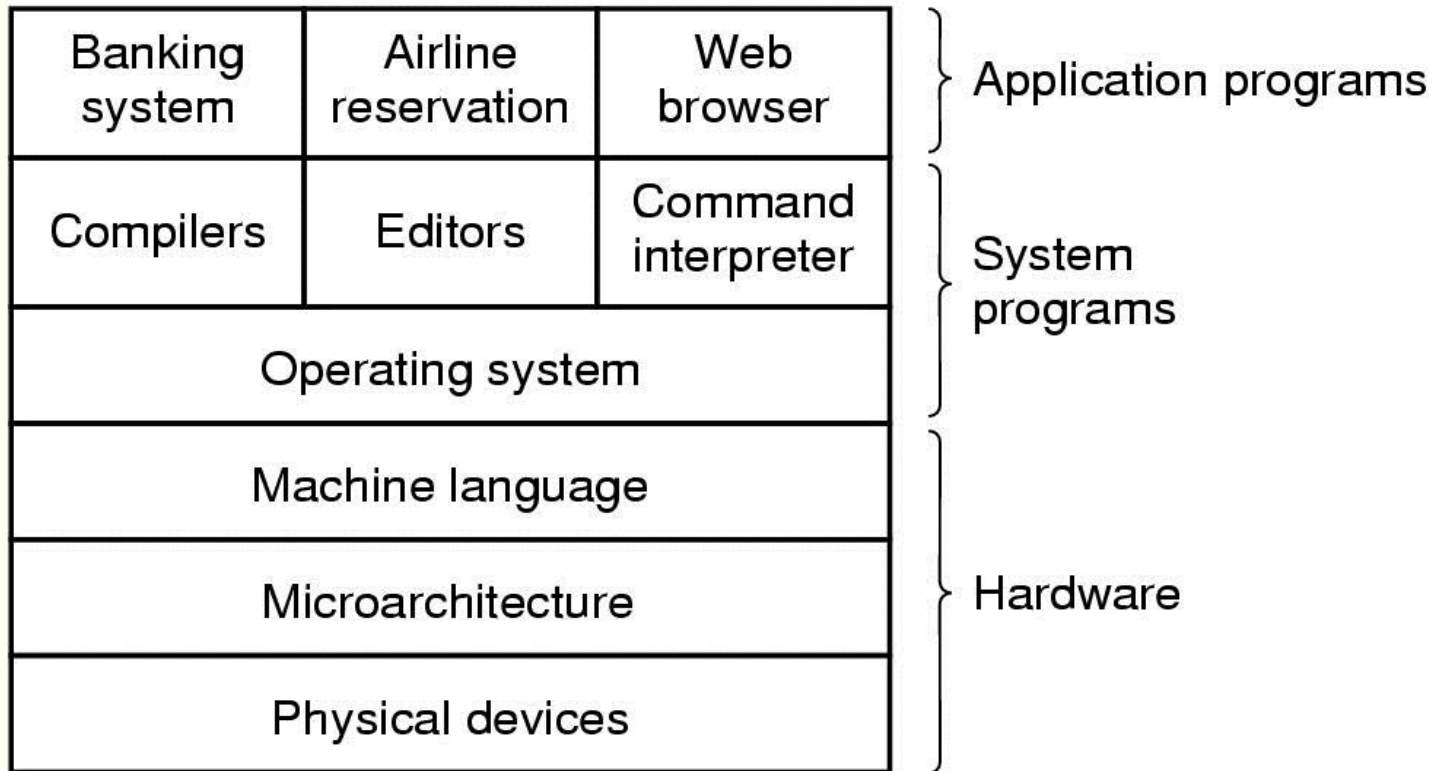 Banking
system
Airline
reservation
Web
browser
Application programs
Compilers
Editors
Command
interpreter
System
programs
Operating system
Machine language
Microarchitecture
Hardware
Physical devices